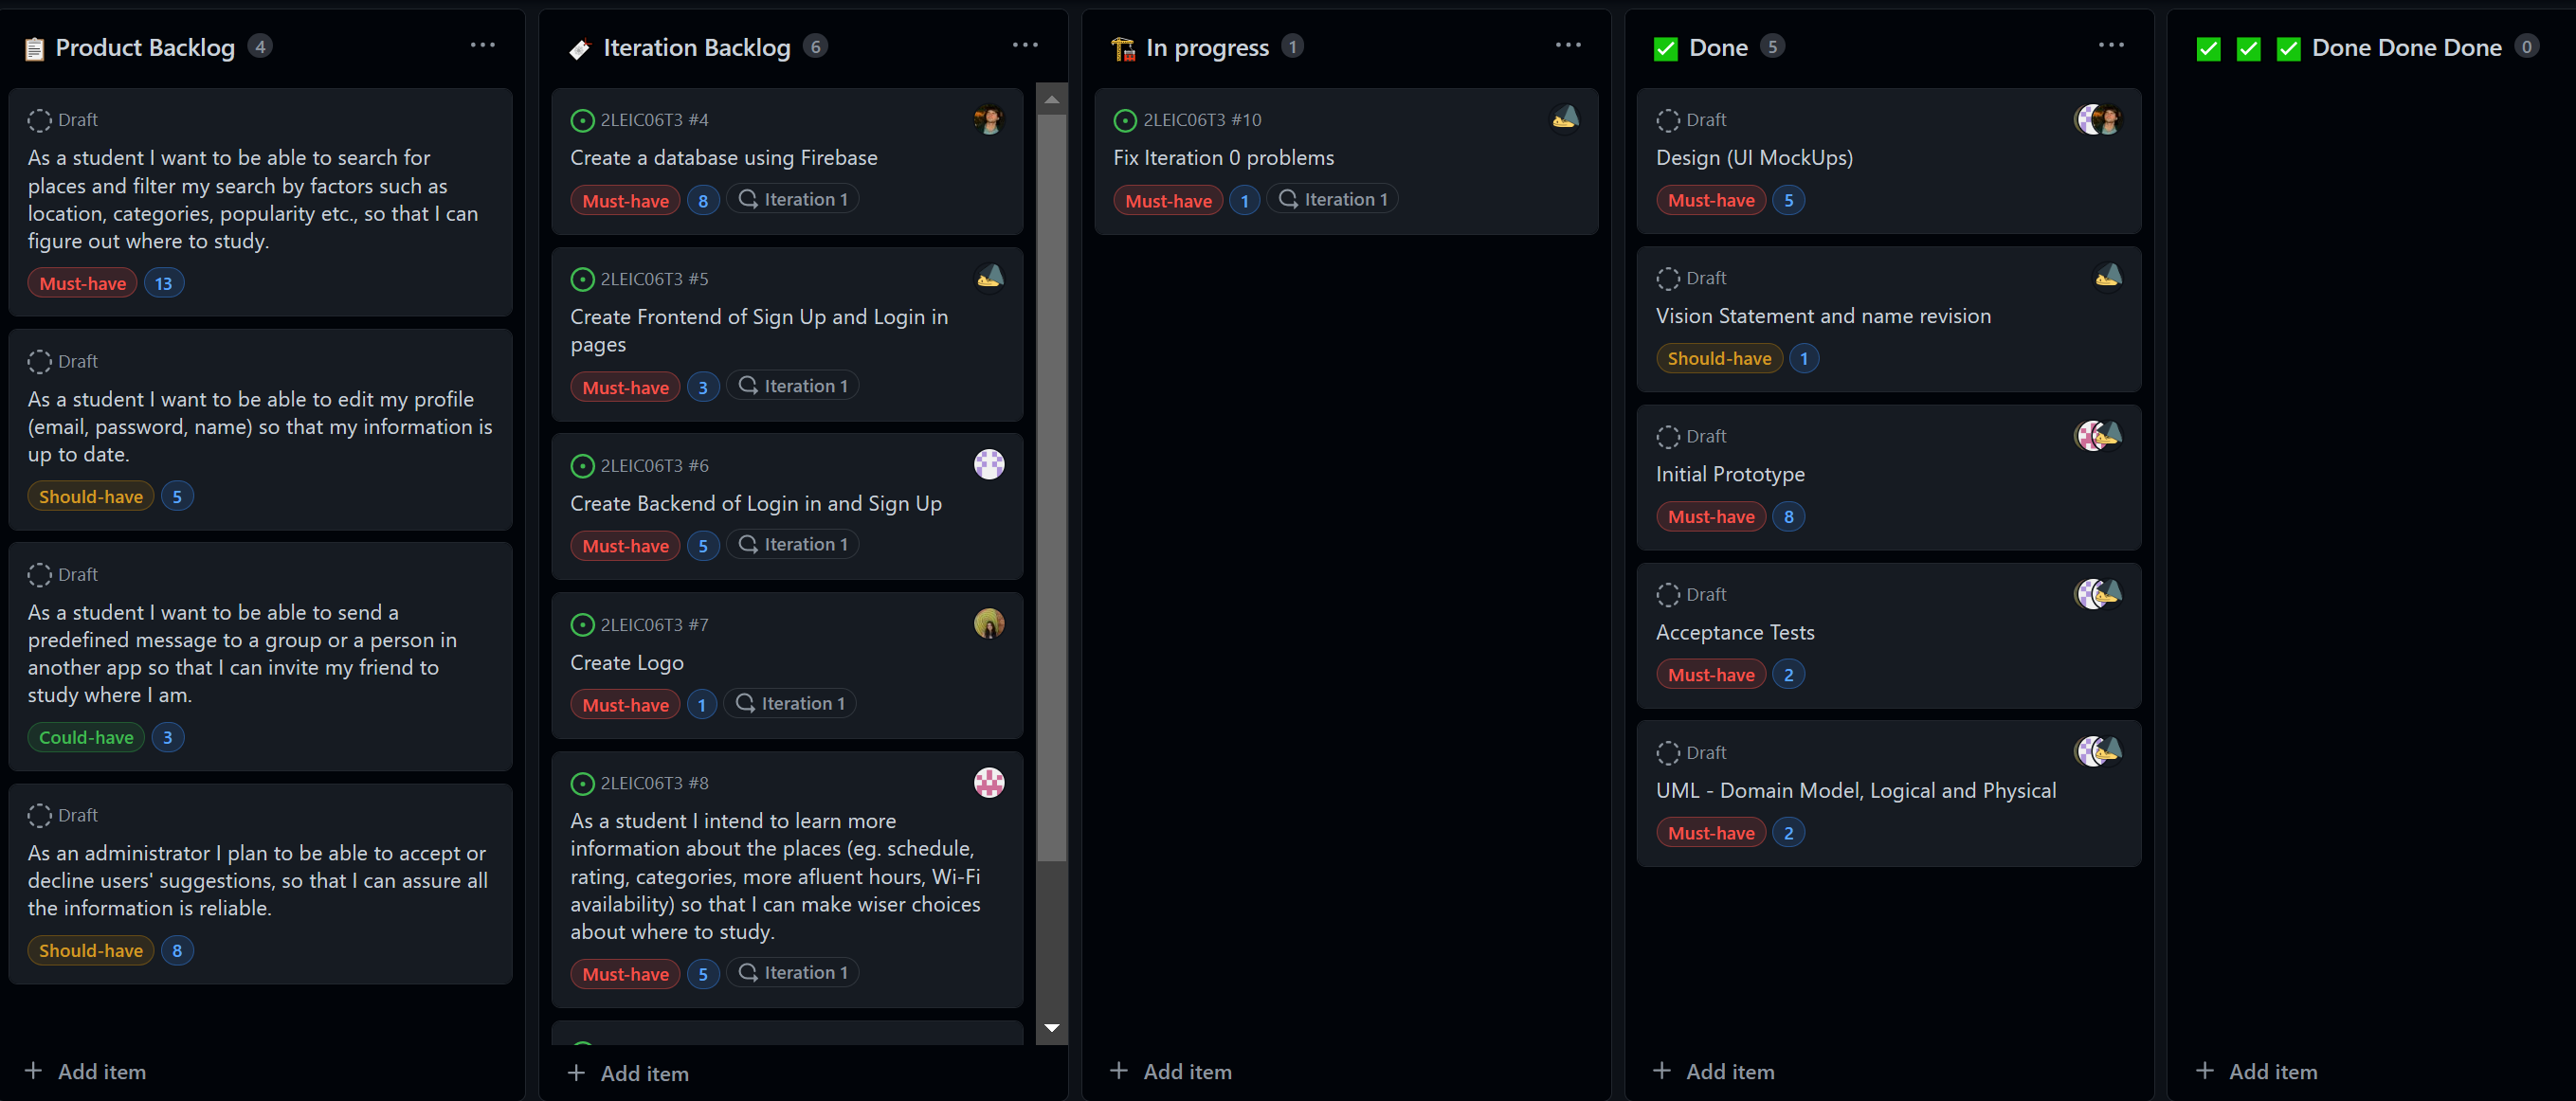 Product Backlog 4
Draft
As a student I want to be able to search for
places and filter my search by factors such as
location, categories, popularity etc., so that I can
figure out where to study.
Must-have 13
Draft
As a student I want to be able to edit my profile
(email, password, name) so that my information is
up to date.
Should-have 5
Draft
As a student I want to be able to send a
predefined message to a group or a person in
another app so that I can invite my friend to
study where I am.
Could-have 3
Draft
As an administrator I plan to be able to accept or
decline users' suggestions, so that I can assure all
the information is reliable.
Should-have 8
+ Add item
Iteration Backlog 6
2LEIC06T3 #4
Create a database using Firebase
Must-have 8 Iteration 1
2LEIC06T3 #5
Create Frontend of Sign Up and Login in
pages
Must-have 3 Iteration 1
2LEIC06T3 #6
Create Backend of Login in and Sign Up
Must-have 5 Iteration 1
2LEIC06T3 #7
Create Logo
Must-have 1 Iteration 1
2LEIC06T3 #8
As a student I intend to learn more
information about the places (eg. schedule,
rating, categories, more afluent hours, Wi-Fi
availability) so that I can make wiser choices
about where to study.
Must-have 5 Iteration 1
+ Add item
In progress 1
2LEIC06T3 #10
Fix Iteration 0 problems
Must-have 1 Iteration 1
+ Add item
Done 5
Draft
Design (UI MockUps)
Must-have 5
Draft
Vision Statement and name revision
Should-have 1
Draft
Initial Prototype
Must-have 8
Draft
Acceptance Tests
Must-have 2
Draft
UML - Domain Model, Logical and Physical
Must-have 2
+ Add item
Done Done Done 0
+ Add item